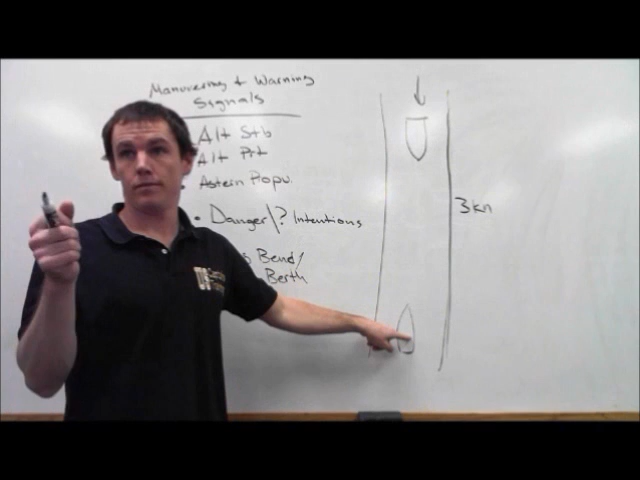 Manuvering & Warning
Signals
Alt Stb
Alt Prt
• Astern Popu.
• Danger/? Intentions
Bend/
Berth
3kn